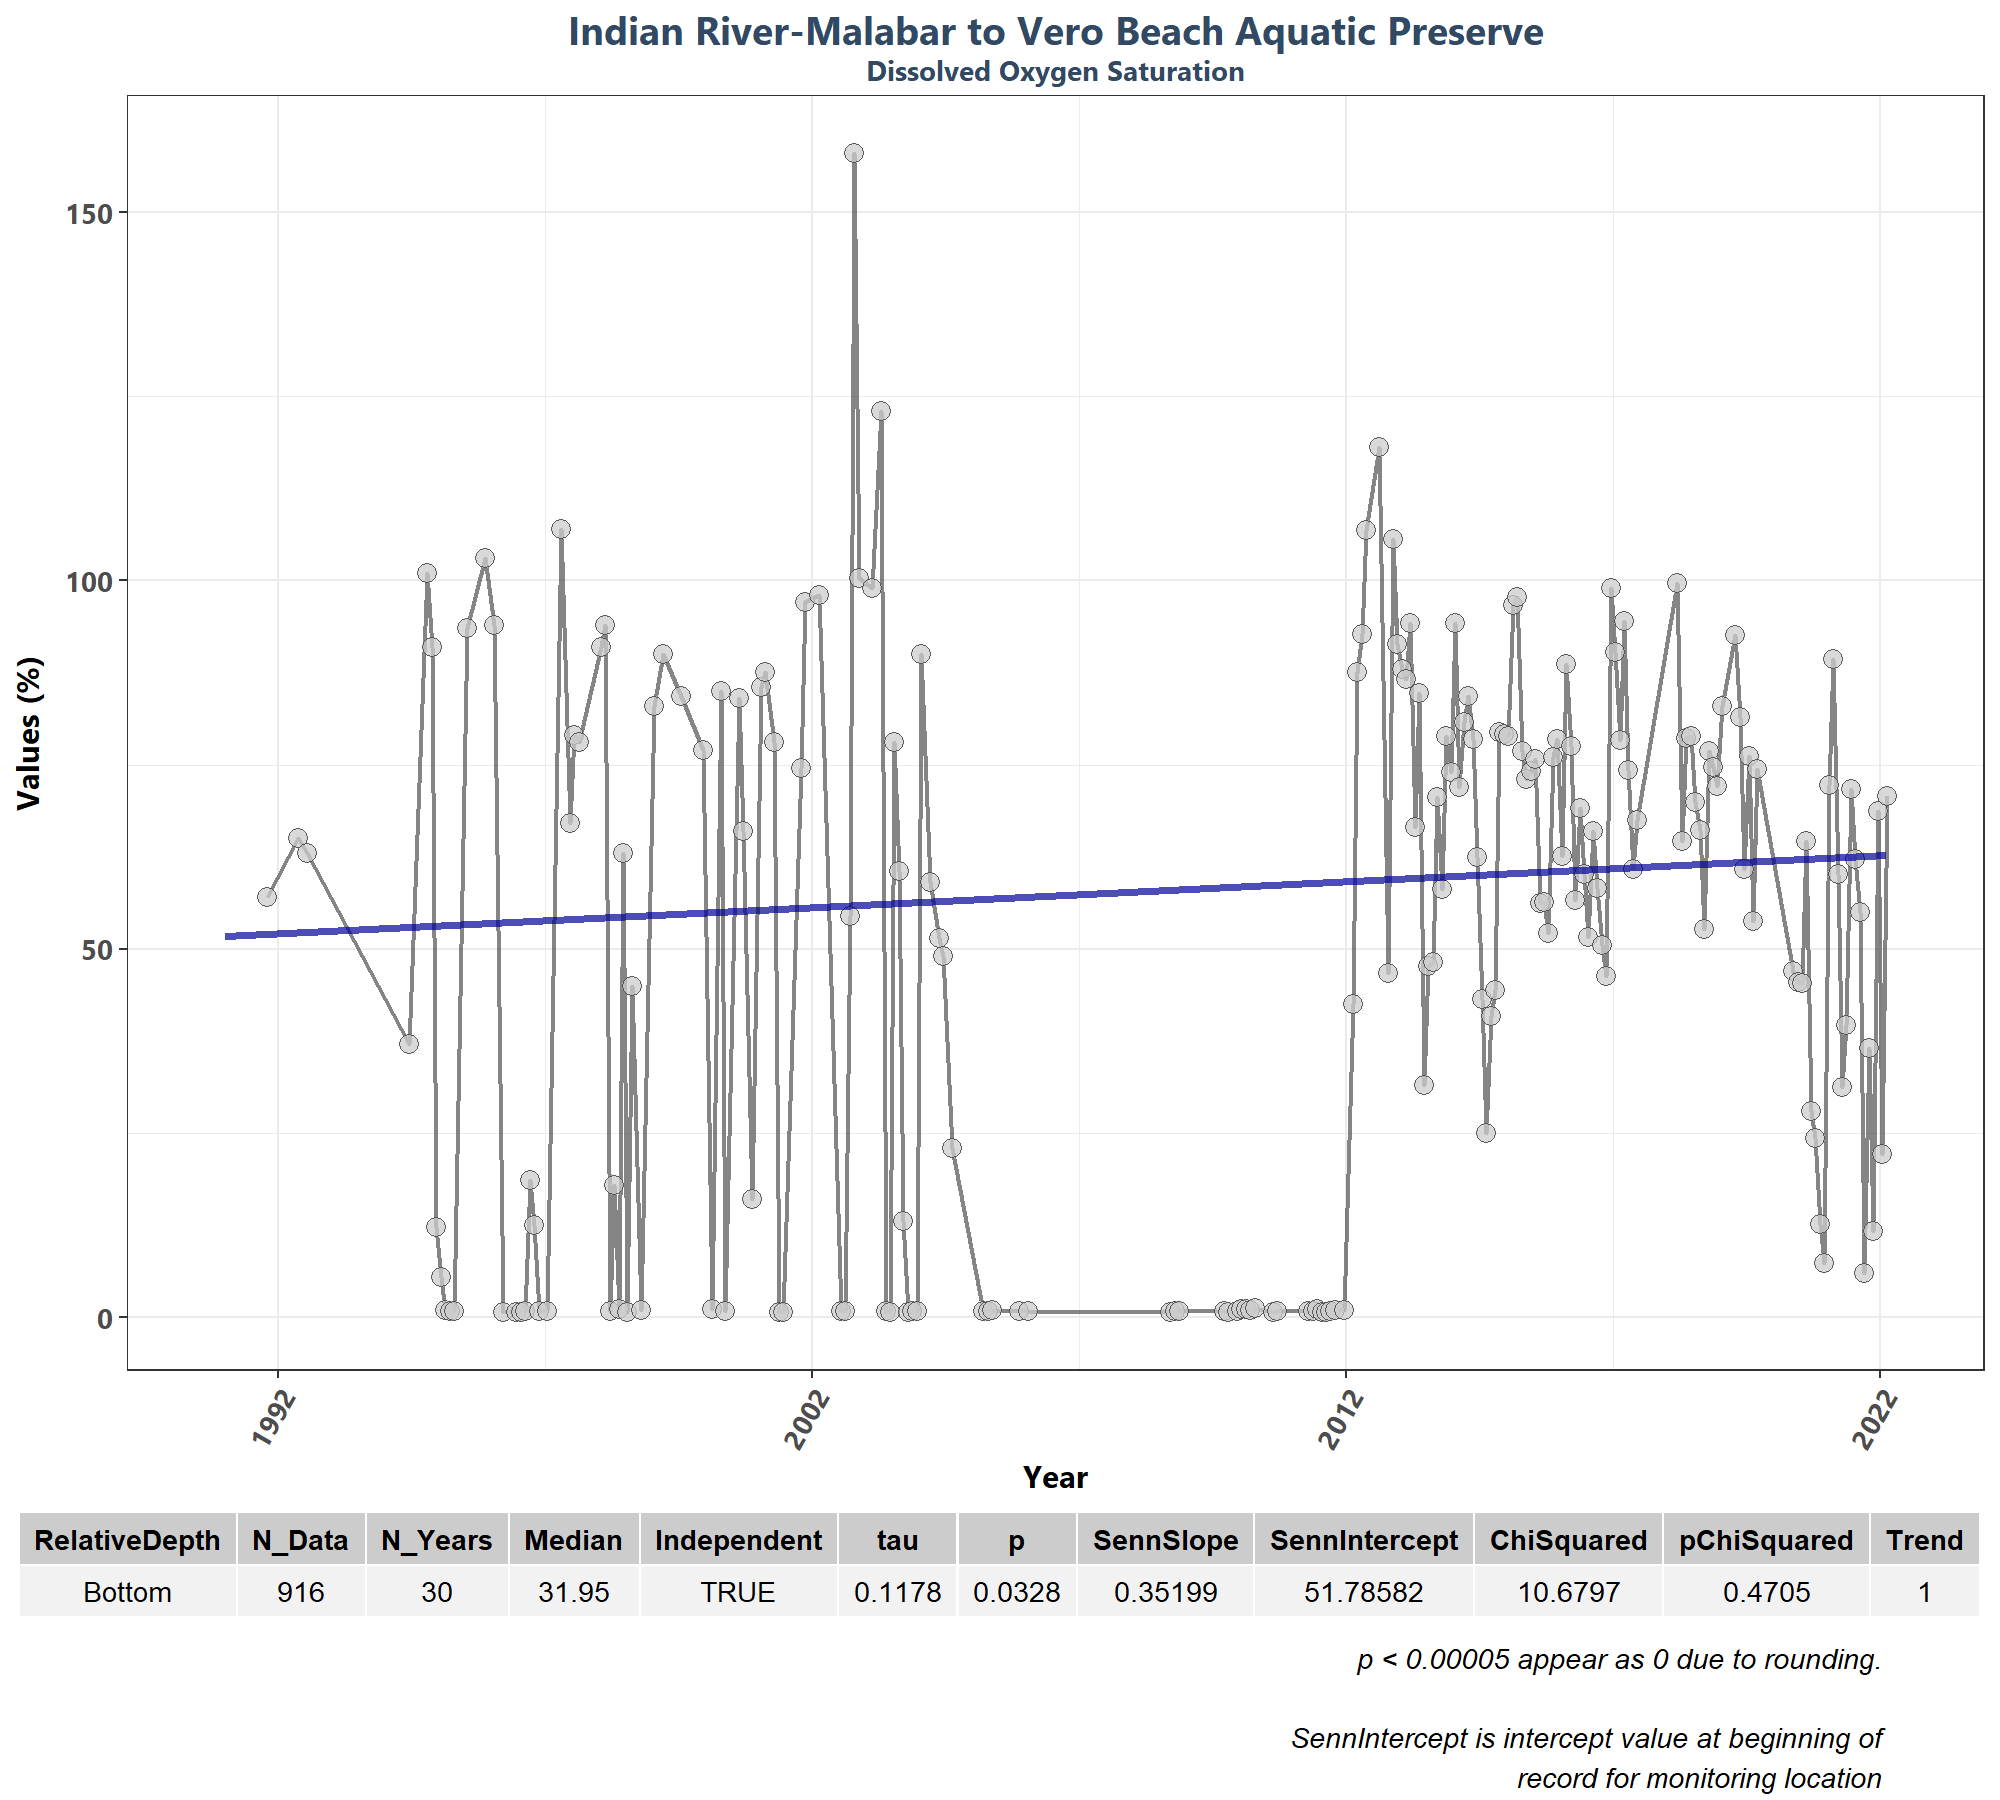 Indian River-Malabar to Vero Beach Aquatic Preserve
Dissolved Oxygen Saturation
Values (%)
150
100
50
0
1992
2002
2012
2022
Year
RelativeDepth N_Data N_Years Median Independent tau p SennSlope SennIntercept ChiSquared pChiSquared Trend
Bottom 916 30 31.95 TRUE 0.1178 0.0328 0.35199 51.78582 10.6797 0.4705 1
p < 0.00005 appear as 0 due to rounding.
SennIntercept is intercept value at beginning of
record for monitoring location